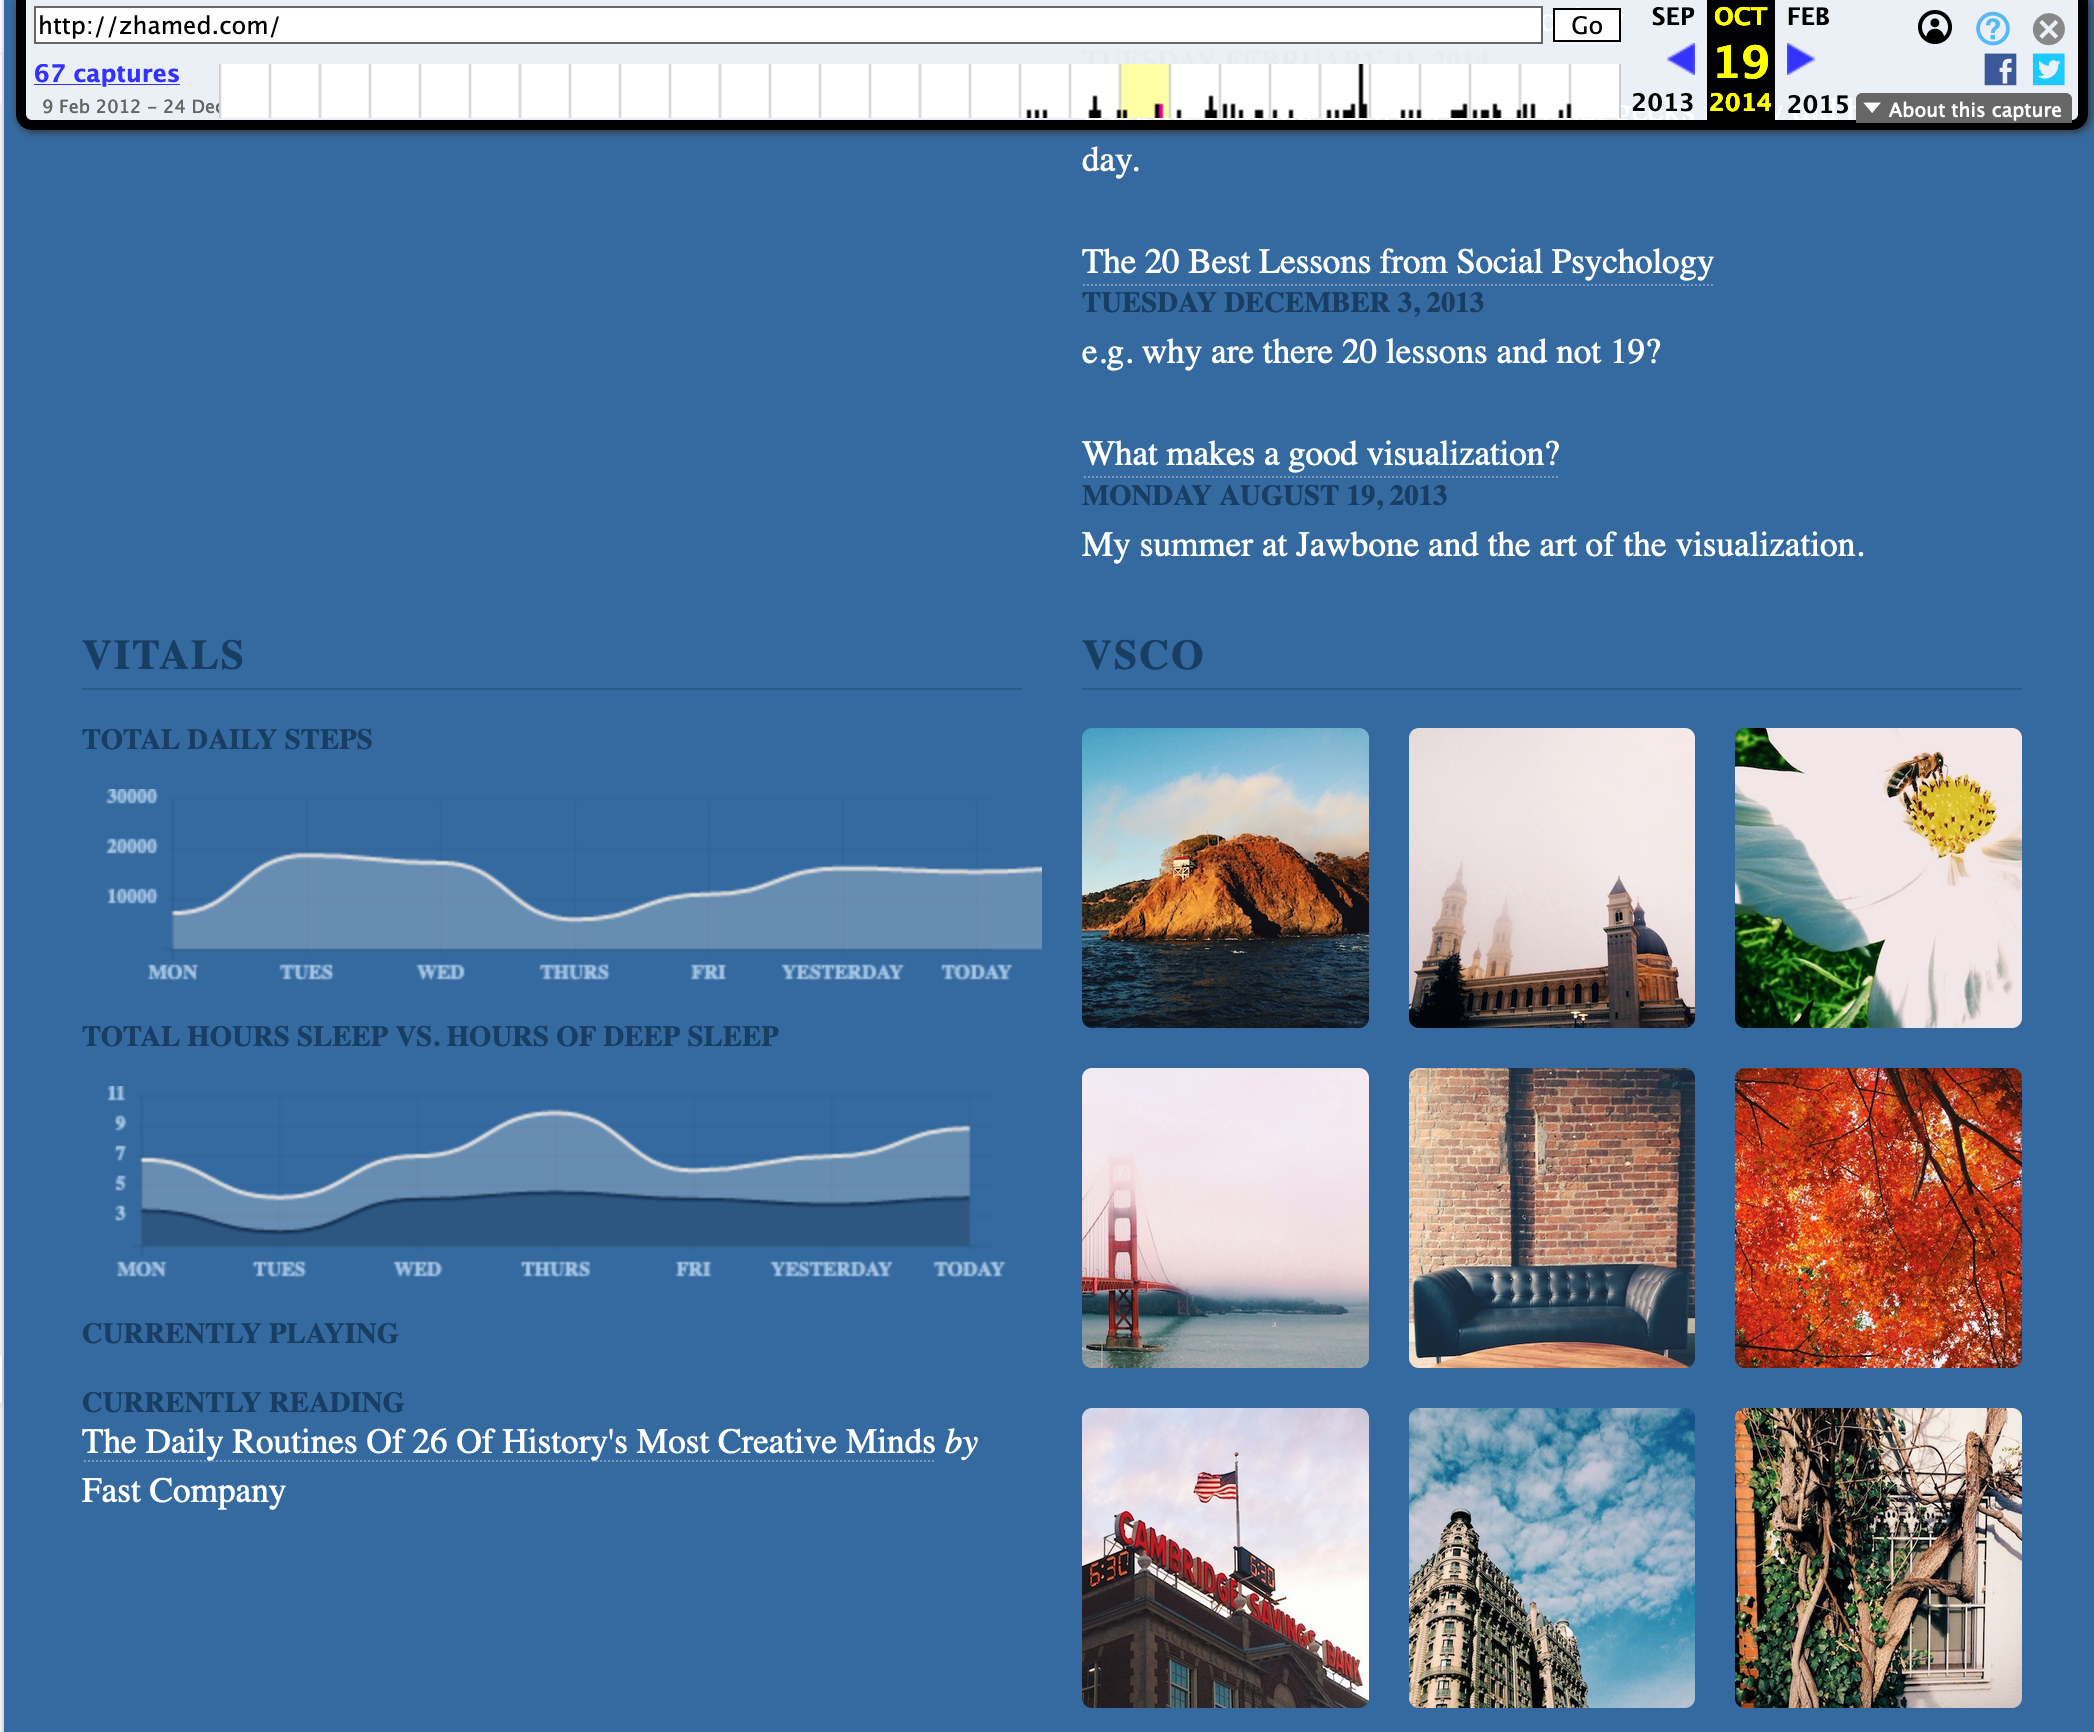 http://zhamed.com/
Go
SEP
OCT
FEB
19
67 captures
9 Feb 2012 – 24 Dec
2013
2014
2015
About this capture
day.
The 20 Best Lessons from Social Psychology
TUESDAY DECEMBER 3, 2013
e.g. why are there 20 lessons and not 19?
What makes a good visualization?
MONDAY AUGUST 19, 2013
My summer at Jawbone and the art of the visualization.
VITALS
TOTAL DAILY STEPS
30000
20000
10000
MON TUES WED THURS FRI YESTERDAY TODAY
TOTAL HOURS SLEEP VS. HOURS OF DEEP SLEEP
11
9
7
5
3
MON TUES WED THURS FRI YESTERDAY TODAY
CURRENTLY PLAYING
CURRENTLY READING
The Daily Routines Of 26 Of History's Most Creative Minds by
Fast Company
VSCO
CAMBRIDGE SAVINGS BANK
6:30
6:30